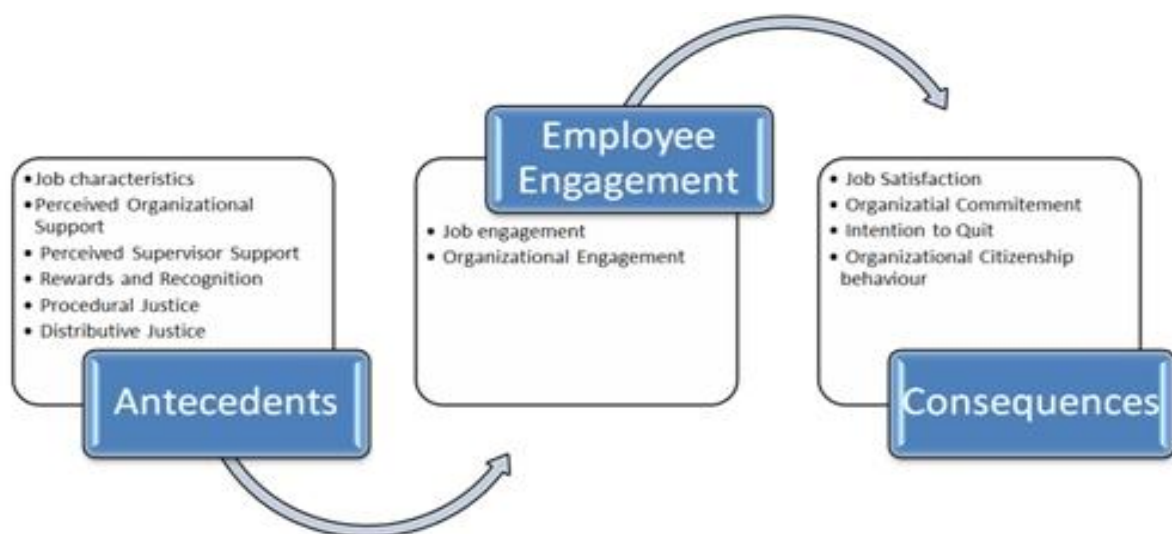 •Job characteristics
•Perceived Organizational
Support
• Perceived Supervisor Support
• Rewards and Recognition
• Procedural Justice
• Distributive Justice
Antecedents
Employee
Engagement
• Job engagement
• Organizational Engagement
• Job Satisfaction
• Organizatial Commitement
• Intention to Quit
• Organizational Citizenship
behaviour
Consequences